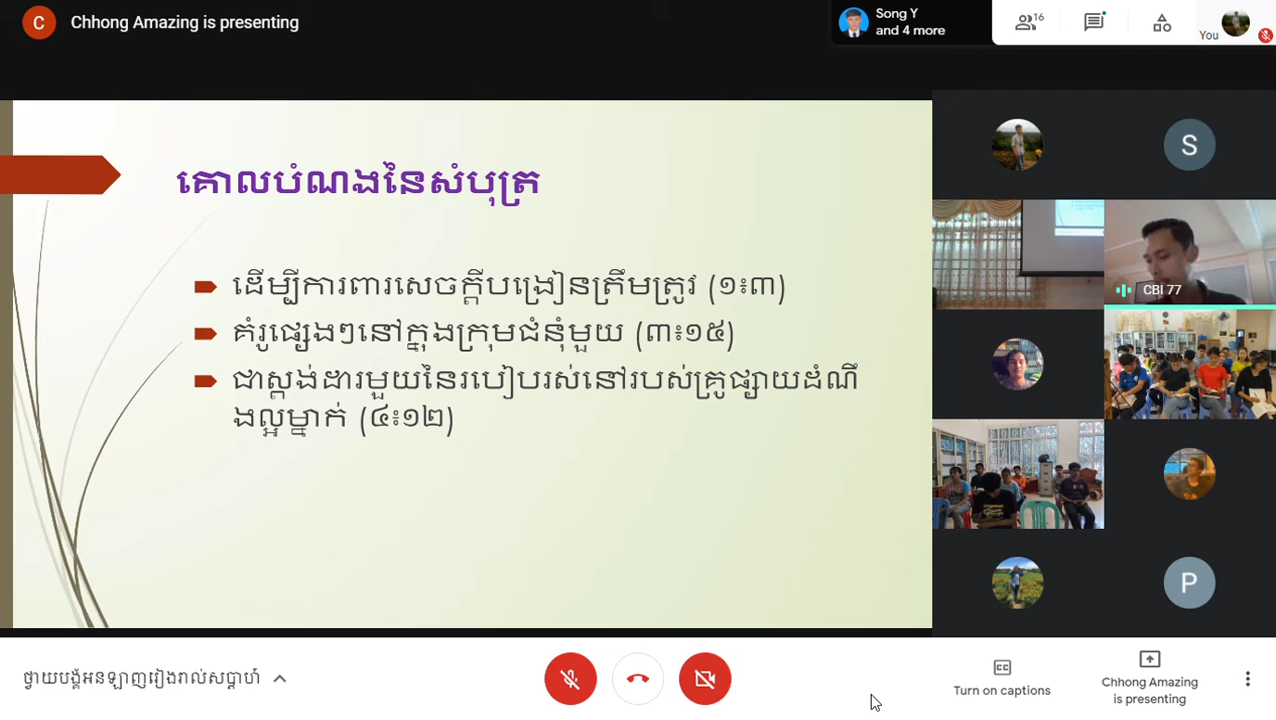 C
Chhong Amazing is presenting
Song Y
and 4 more
16
You
គោលបំណងនៃសំបុត្រ
S
ដើម្បីការពារសេចក្ដីបង្រៀនត្រឹមត្រូវ (១:៣)
CBI 77
គំរូផ្សេងៗនៅក្នុងក្រុមជំនុំមួយ (៣:១៥)
ជាស្តង់ដារមួយនៃរបៀបរស់នៅរបស់គ្រូផ្សាយដំណឹ
ងល្អម្នាក់ (៤:១២)
P
ថ្វាយបង្គំអនឡាញរៀងរាល់សប្តាហ៍
Turn on captions
Chhong Amazing
is presenting